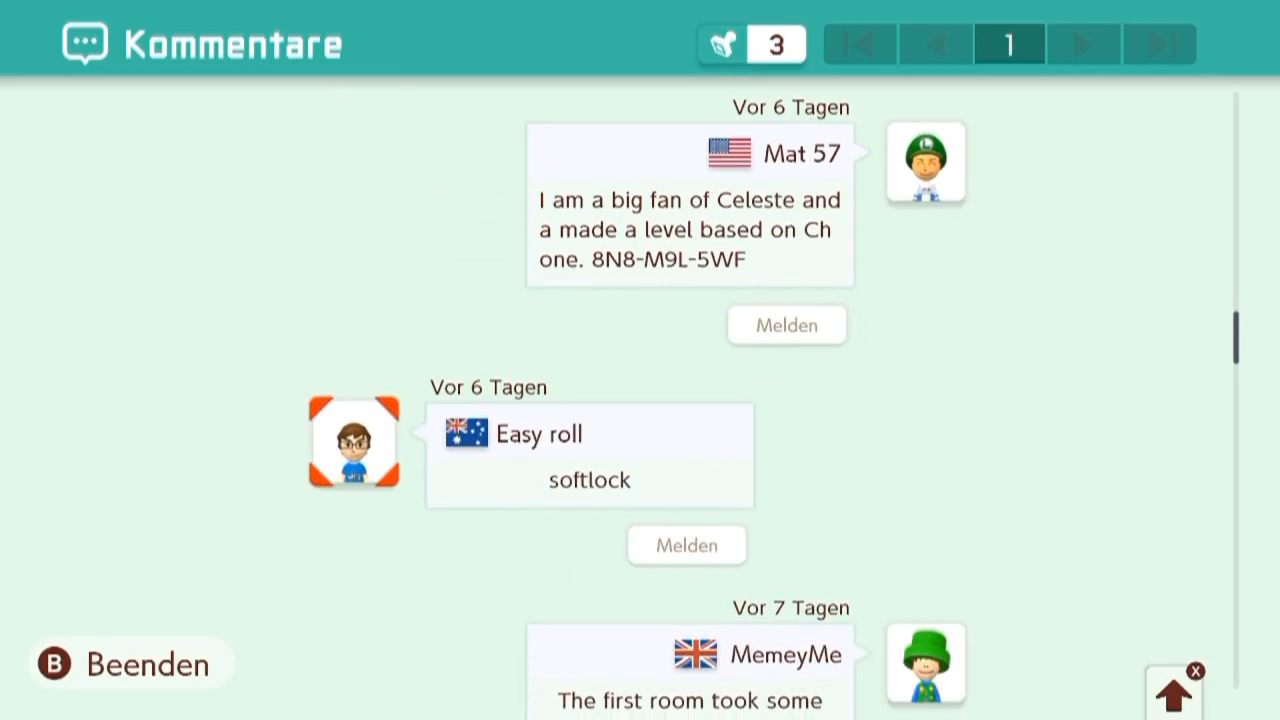 Kommentare
3
1
Vor 6 Tagen
Mat 57
I am a big fan of Celeste and
a made a level based on Ch
one. 8N8-M9L-5WF
Melden
Vor 6 Tagen
Easy roll
softlock
Melden
Vor 7 Tagen
MemeyMe
The first room took some
B Beenden
X